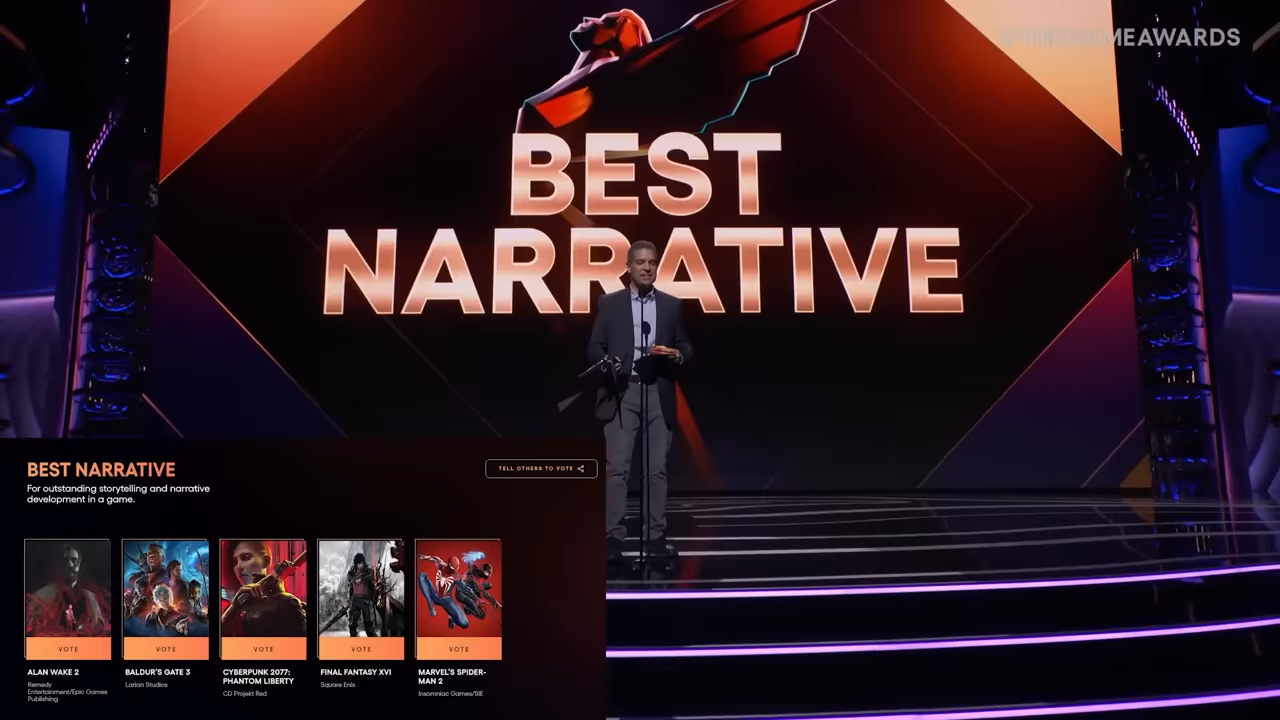 MEAWARDS
BEST
NARRATIVE
BEST NARRATIVE
TELL OTHERS TO VOTE
For outstanding storytelling and narrative
development in a game.
VOTE
VOTE
VOTE
VOTE
VOTE
ALAN WAKE 2
Remedy
Entertainment/Epic Games
Publishing
BALDUR'S GATE 3
Larian Studios
CYBERPUNK 2077:
PHANTOM LIBERTY
CD Projekt Red
FINAL FANTASY XVI
Square Enix
MARVEL'S SPIDER-
MAN 2
Insomniac Games/SIE